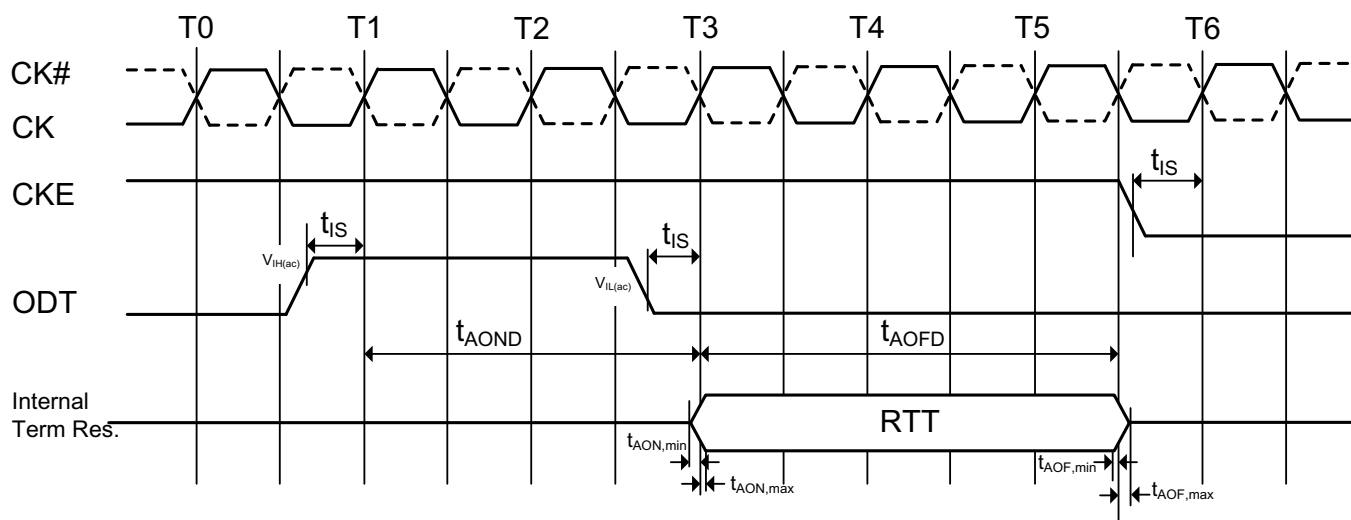 T0 T1 T2 T3 T4 T5 T6
CK#
CK
CKE
tIS
tIS
tIS
VIH(ac)
VIL(ac)
ODT
tAOND
tAOFD
Internal
Term Res.
RTT
tAON,min
tAOF,min
tAON,max
tAOF,max